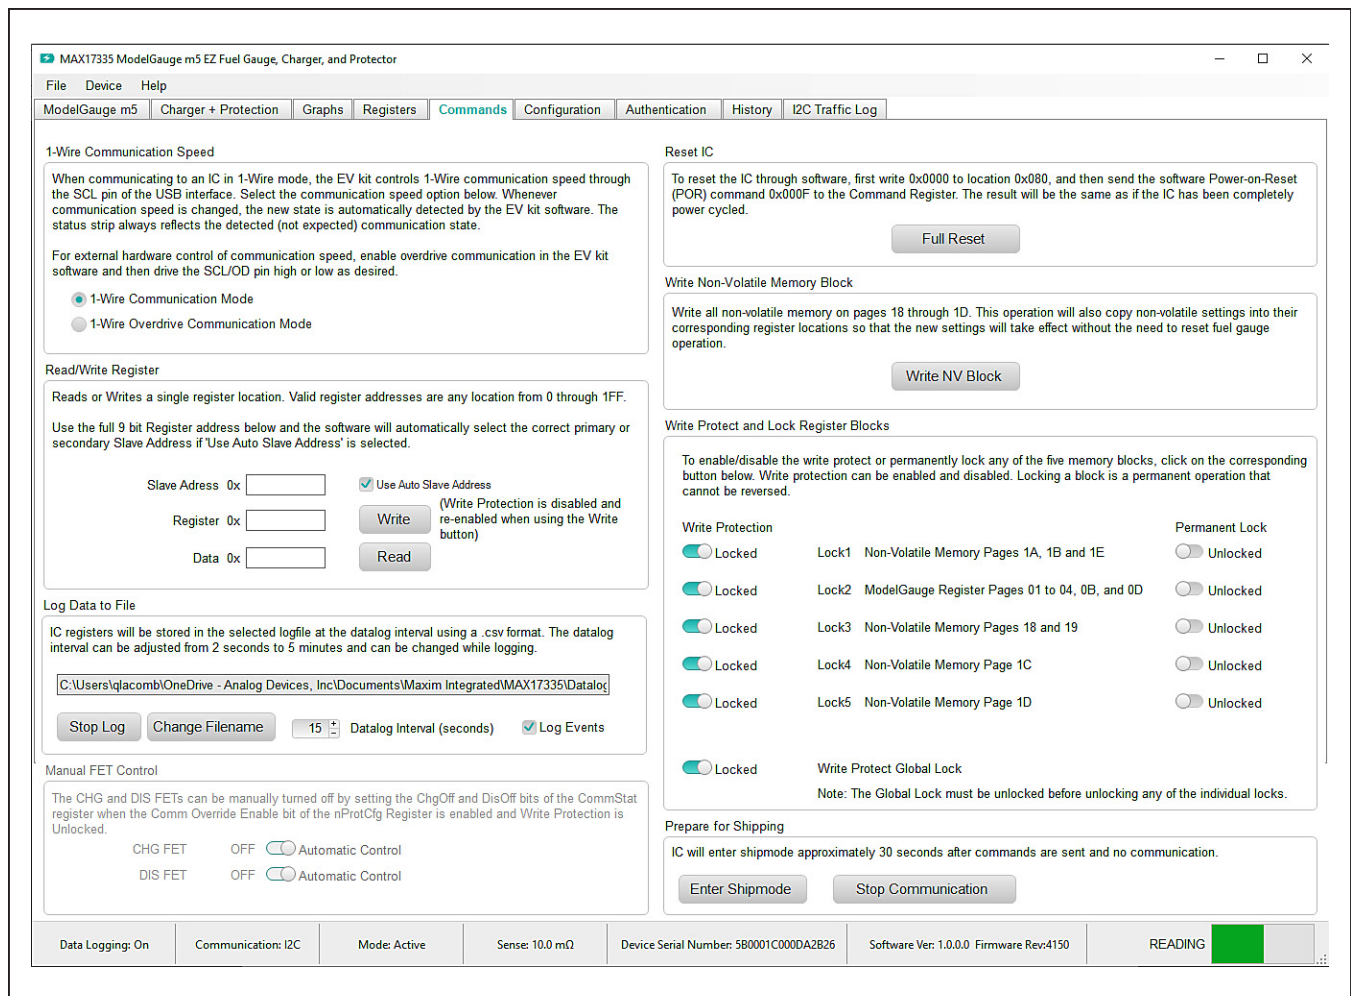 MAX17335 ModelGauge m5 EZ Fuel Gauge, Charger, and Protector
File Device Help
ModelGauge m5 Charger + Protection Graphs Registers Commands Configuration Authentication History I2C Traffic Log
1-Wire Communication Speed
When communicating to an IC in 1-Wire mode, the EV kit controls 1-Wire communication speed through
the SCL pin of the USB interface. Select the communication speed option below. Whenever
communication speed is changed, the new state is automatically detected by the EV kit software. The
status strip always reflects the detected (not expected) communication state.
For external hardware control of communication speed, enable overdrive communication in the EV kit
software and then drive the SCL/OD pin high or low as desired.
1-Wire Communication Mode
1-Wire Overdrive Communication Mode
Read/Write Register
Reads or Writes a single register location. Valid register addresses are any location from 0 through 1FF.
Use the full 9 bit Register address below and the software will automatically select the correct primary or
secondary Slave Address if 'Use Auto Slave Address' is selected.
Slave Adress 0x
Use Auto Slave Address
Register 0x
Write
(Write Protection is disabled and
re-enabled when using the Write
button)
Data 0x
Read
Log Data to File
IC registers will be stored in the selected logfile at the datalog interval using a .csv format. The datalog
interval can be adjusted from 2 seconds to 5 minutes and can be changed while logging.
C:\Users\qlacomb\OneDrive - Analog Devices, Inc\Documents\Maxim Integrated\MAX17335\Datalog
Stop Log Change Filename 15 Datalog Interval (seconds) Log Events
Manual FET Control
The CHG and DIS FETs can be manually turned off by setting the ChgOff and DisOff bits of the CommStat
register when the Comm Override Enable bit of the nProtCfg Register is enabled and Write Protection is
Unlocked.
CHG FET OFF Automatic Control
DIS FET OFF Automatic Control
Reset IC
To reset the IC through software, first write 0x0000 to location 0x080, and then send the software Power-on-Reset
(POR) command 0x000F to the Command Register. The result will be the same as if the IC has been completely
power cycled.
Full Reset
Write Non-Volatile Memory Block
Write all non-volatile memory on pages 18 through 1D. This operation will also copy non-volatile settings into their
corresponding register locations so that the new settings will take effect without the need to reset fuel gauge
operation.
Write NV Block
Write Protect and Lock Register Blocks
To enable/disable the write protect or permanently lock any of the five memory blocks, click on the corresponding
button below. Write protection can be enabled and disabled. Locking a block is a permanent operation that
cannot be reversed.
Write Protection Permanent Lock
Locked Lock1 Non-Volatile Memory Pages 1A, 1B and 1E Unlocked
Locked Lock2 ModelGauge Register Pages 01 to 04, 0B, and 0D Unlocked
Locked Lock3 Non-Volatile Memory Pages 18 and 19 Unlocked
Locked Lock4 Non-Volatile Memory Page 1C Unlocked
Locked Lock5 Non-Volatile Memory Page 1D Unlocked
Locked Write Protect Global Lock
Note: The Global Lock must be unlocked before unlocking any of the individual locks.
Prepare for Shipping
IC will enter shipmode approximately 30 seconds after commands are sent and no communication.
Enter Shipmode Stop Communication
Data Logging: On Communication: I2C Mode: Active Sense: 10.0 mΩ Device Serial Number: 5B0001C000DA2B26 Software Ver: 1.0.0.0 Firmware Rev:4150 READING